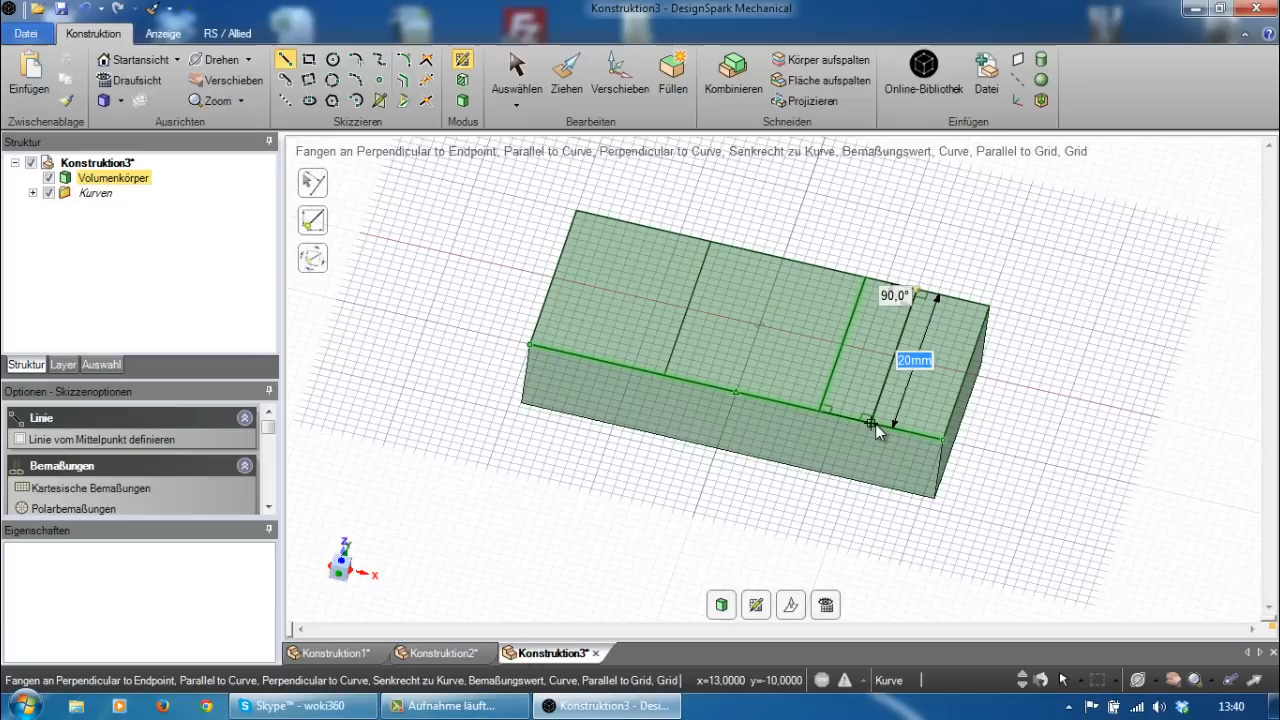 Konstruktion3* - DesignSpark Mechanical
Datei
Konstruktion
Anzeige
RS / Allied
Einfügen
Startansicht
Draufsicht
Drehen
Verschieben
Zoom
Auswählen
Ziehen
Verschieben
Füllen
Kombinieren
Körper aufspalten
Fläche aufspalten
Projizieren
Online-Bibliothek
Datei
Zwischenablage
Ausrichten
Skizzieren
Modus
Bearbeiten
Schneiden
Einfügen
Struktur
Konstruktion3*
Volumenkörper
Kurven
Struktur Layer Auswahl
Optionen - Skizzenoptionen
Linie
Linie vom Mittelpunkt definieren
Bemaßungen
Kartesische Bemaßungen
Polarbemaßungen
Eigenschaften
Fangen an Perpendicular to Endpoint, Parallel to Curve, Perpendicular to Curve, Senkrecht zu Kurve, Bemaßungswert, Curve, Parallel to Grid, Grid
90,0°
20mm
Z
X
Konstruktion1* Konstruktion2* Konstruktion3*
Fangen an Perpendicular to Endpoint, Parallel to Curve, Perpendicular to Curve, Senkrecht zu Kurve, Bemaßungswert, Curve, Parallel to Grid, Grid x=13,0000 y=-10,0000 Kurve
Skype™ - woki360
Aufnahme läuft...
Konstruktion3 - Desi...
DE
13:40